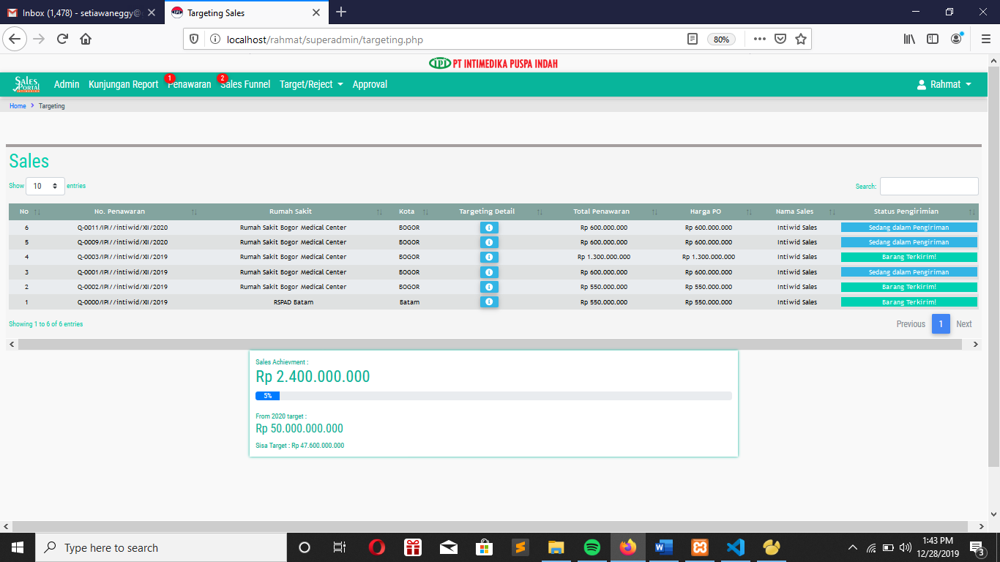 Inbox (1,478) - setiawaneggy@
Targeting Sales
localhost/rahmat/superadmin/targeting.php
80%
IPI PT INTIMEDIKA PUSPA INDAH
Sales Portal
Admin
Kunjungan Report
1
Penawaran
2
Sales Funnel
Target/Reject
Approval
Rahmat
Home > Targeting
Sales
Show 10 entries
Search:
No No. Penawaran Rumah Sakit Kota Targeting Detail Total Penawaran Harga PO Nama Sales Status Pengirimian
6 Q-0011/IPI//intiwid/XII/2020 Rumah Sakit Bogor Medical Center BOGOR Rp 600.000.000 Rp 600.000.000 Intiwid Sales Sedang dalam Pengiriman
5 Q-0009/IPI//intiwid/XII/2020 Rumah Sakit Bogor Medical Center BOGOR Rp 600.000.000 Rp 600.000.000 Intiwid Sales Sedang dalam Pengiriman
4 Q-0003/IPI//intiwid/XII/2019 Rumah Sakit Bogor Medical Center BOGOR Rp 1.300.000.000 Rp 1.300.000.000 Intiwid Sales Barang Terkirim!
3 Q-0001/IPI//intiwid/XII/2019 Rumah Sakit Bogor Medical Center BOGOR Rp 600.000.000 Rp 600.000.000 Intiwid Sales Sedang dalam Pengiriman
2 Q-0002/IPI//intiwid/XII/2019 Rumah Sakit Bogor Medical Center BOGOR Rp 550.000.000 Rp 550.000.000 Intiwid Sales Barang Terkirim!
1 Q-0000/IPI//intiwid/XII/2019 RSPAD Batam Batam Rp 550.000.000 Rp 550.000.000 Intiwid Sales Barang Terkirim!
Showing 1 to 6 of 6 entries
Previous 1 Next
Sales Achievment :
Rp 2.400.000.000
5%
From 2020 target :
Rp 50.000.000.000
Sisa Target : Rp 47.600.000.000
Type here to search
1:43 PM
12/28/2019
3